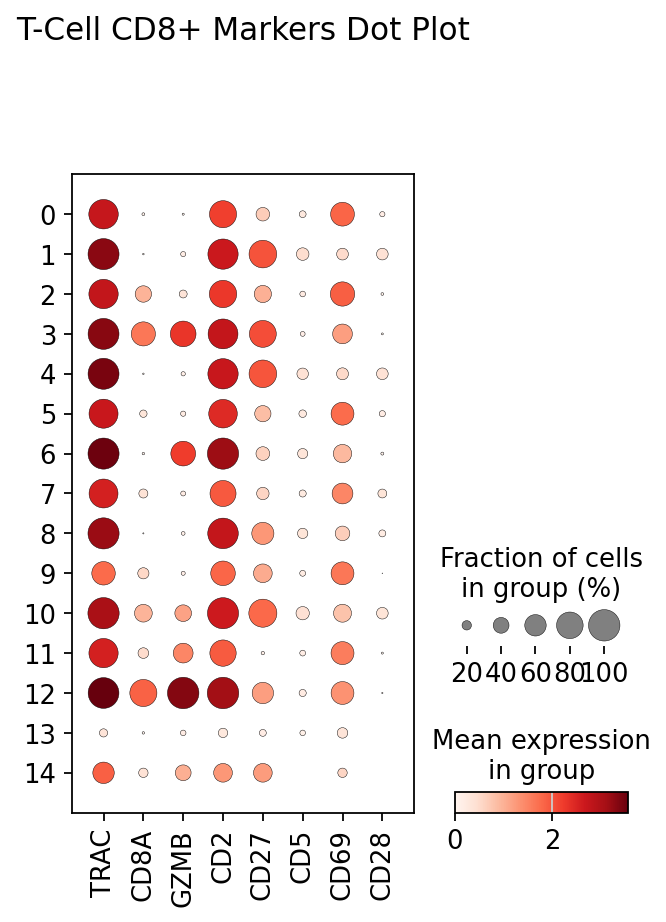 T-Cell CD8+ Markers Dot Plot
0
1
2
3
4
5
6
7
8
9
10
11
12
13
14
TRAC
CD8A
GZMB
CD2
CD27
CD5
CD69
CD28
Fraction of cells
in group (%)
20 40 60 80 100
Mean expression
in group
0 2